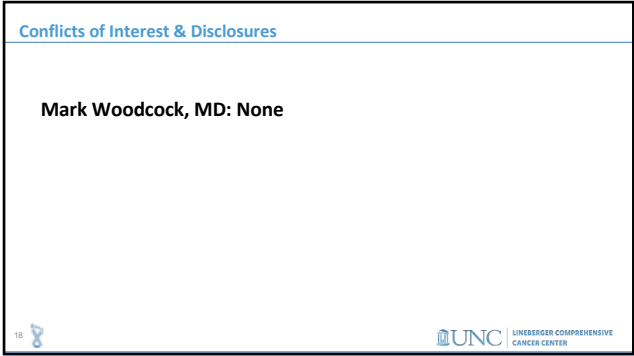 Conflicts of Interest & Disclosures
Mark Woodcock, MD: None
18
UNC LINEBERGER COMPREHENSIVE
CANCER CENTER